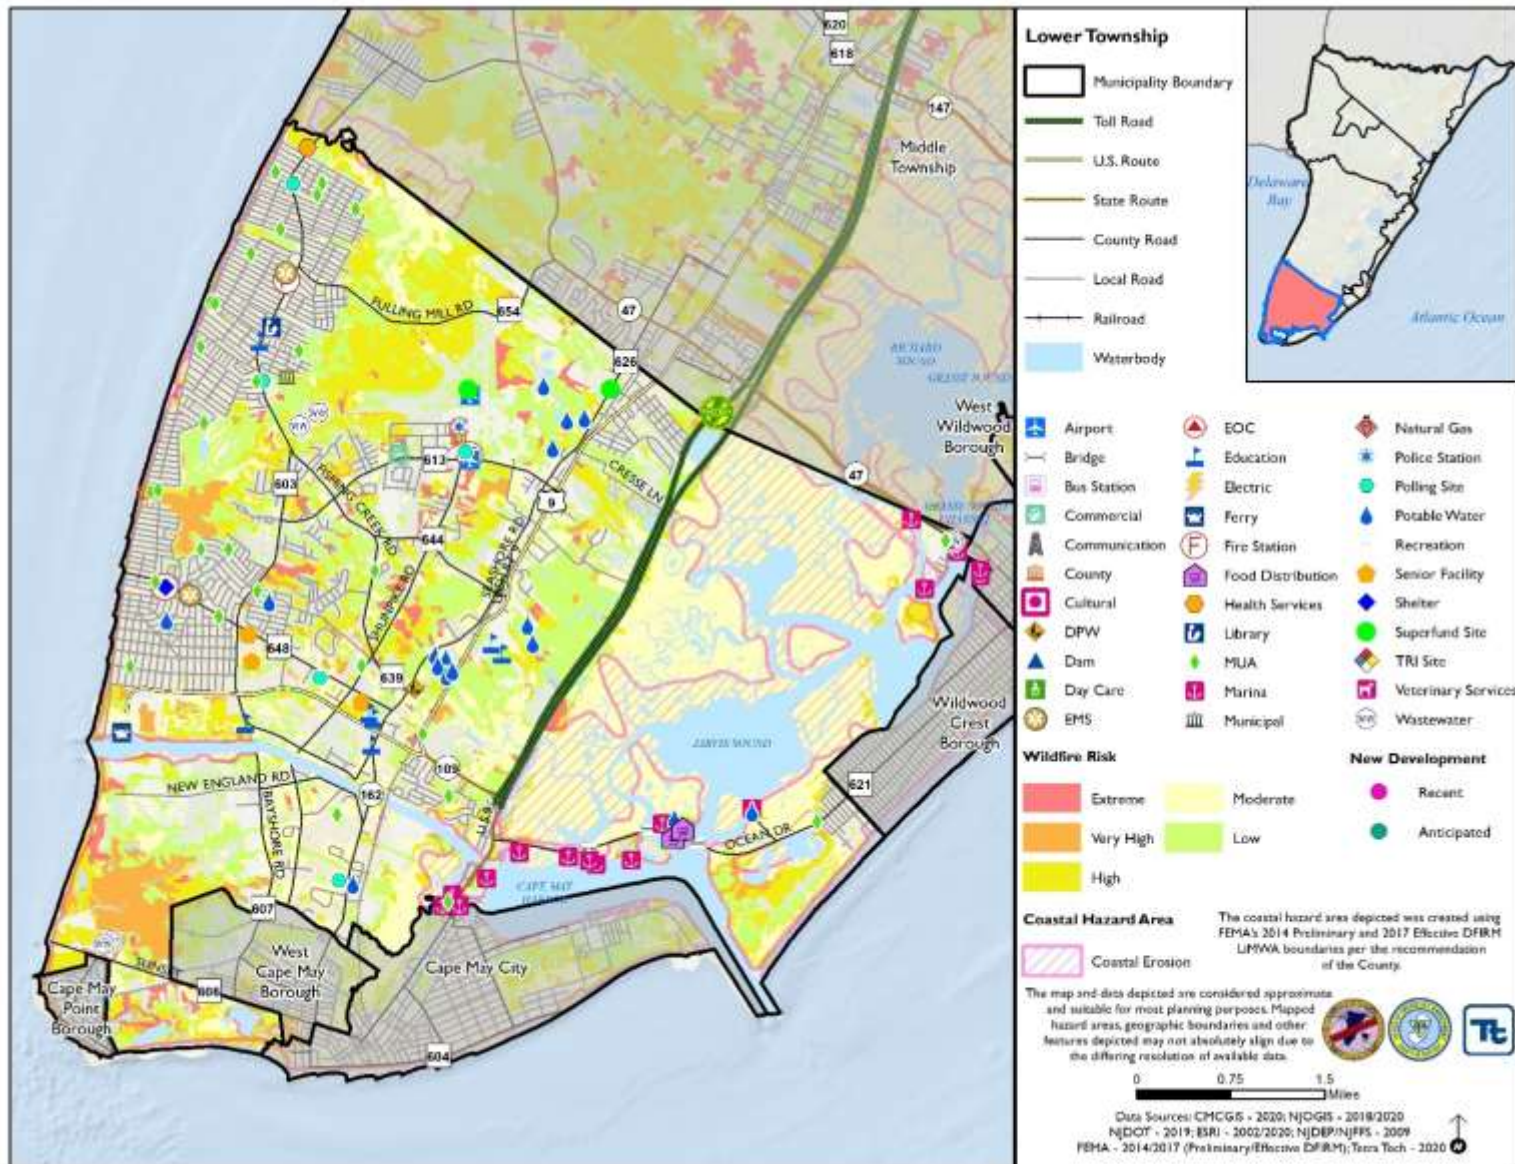 620
618
147
Middle
Township
FULLING MILL RD
654
47
626
RICHARD
SOUND
GRASSY SOUND
West
Wildwood
Borough
613
603
FISHING CREEK RD
CRESSE LN
9
47
644
SEASHORE RD
648
639
JARVIS SOUND
Wildwood
Crest
Borough
109
621
NEW ENGLAND RD
162
BAYSHORE RD
OCEAN DR
CAPE MAY
607
West
Cape May
Borough
Cape May City
SUNSET
606
Cape May
Point
Borough
604
Lower Township
Municipality Boundary
Toll Road
U.S. Route
State Route
County Road
Local Road
Railroad
Waterbody
Delaware
Bay
Atlantic Ocean
Airport
Bridge
Bus Station
Commercial
Communication
County
Cultural
DPW
Dam
Day Care
EMS
EOC
Education
Electric
Ferry
Fire Station
Food Distribution
Health Services
Library
MUA
Marina
Municipal
Natural Gas
Police Station
Polling Site
Potable Water
Recreation
Senior Facility
Shelter
Superfund Site
TRI Site
Veterinary Services
Wastewater
Wildfire Risk
Extreme
Very High
High
Moderate
Low
New Development
Recent
Anticipated
Coastal Hazard Area
Coastal Erosion
The coastal hazard area depicted was created using
FEMA's 2014 Preliminary and 2017 Effective DFIRM
LiMWA boundaries per the recommendation
of the County.
The map and data depicted are considered approximate
and suitable for most planning purposes. Mapped
hazard areas, geographic boundaries and other
features depicted may not absolutely align due to
the differing resolution of available data.
0 0.75 1.5
Miles
Data Sources: CMCGIS - 2020; NJOGIS - 2018/2020
NJDOT - 2019; ESRI - 2002/2020; NJDEP/NJFFS - 2009
FEMA - 2014/2017 (Preliminary/Effective DFIRM); Tetra Tech - 2020